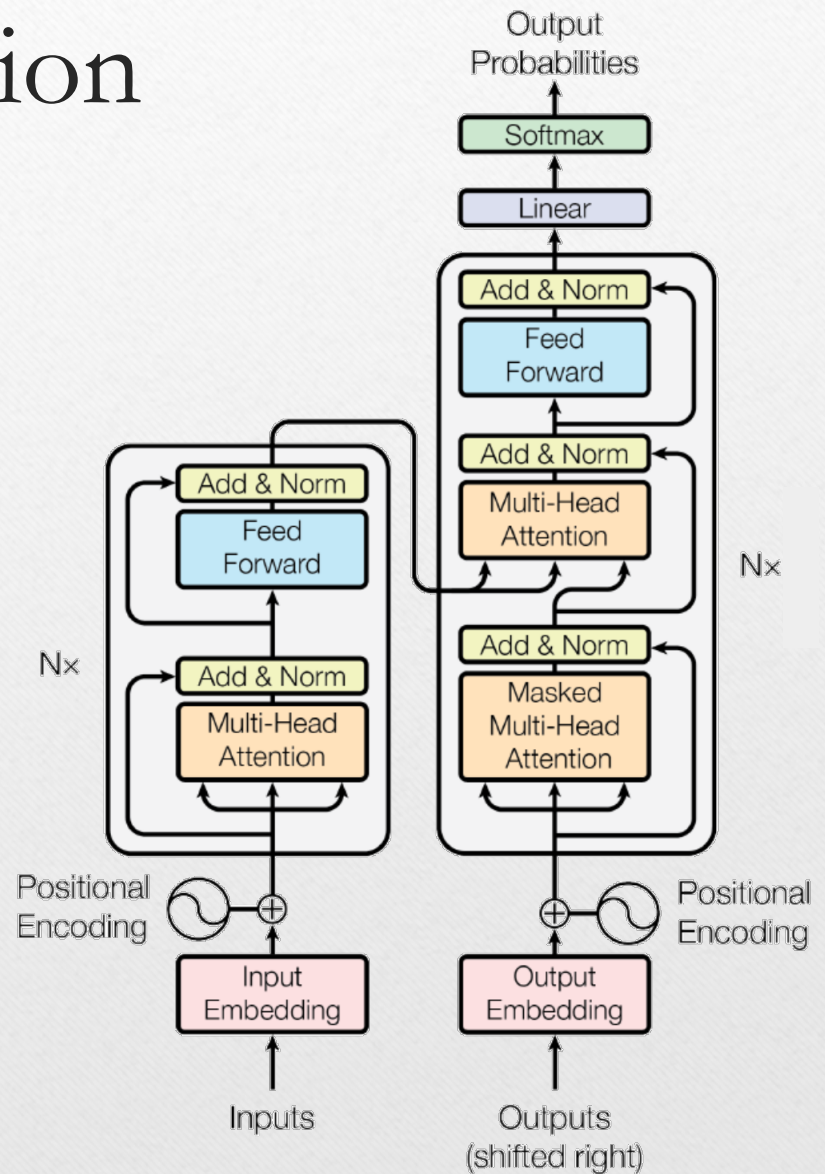 ion
Output
Probabilities
Softmax
Linear
Add & Norm
Feed
Forward
Add & Norm
Multi-Head
Attention
Nx
Add & Norm
Masked
Multi-Head
Attention
Add & Norm
Feed
Forward
Nx
Add & Norm
Multi-Head
Attention
Positional
Encoding
Positional
Encoding
Input
Embedding
Output
Embedding
Inputs
Outputs
(shifted right)